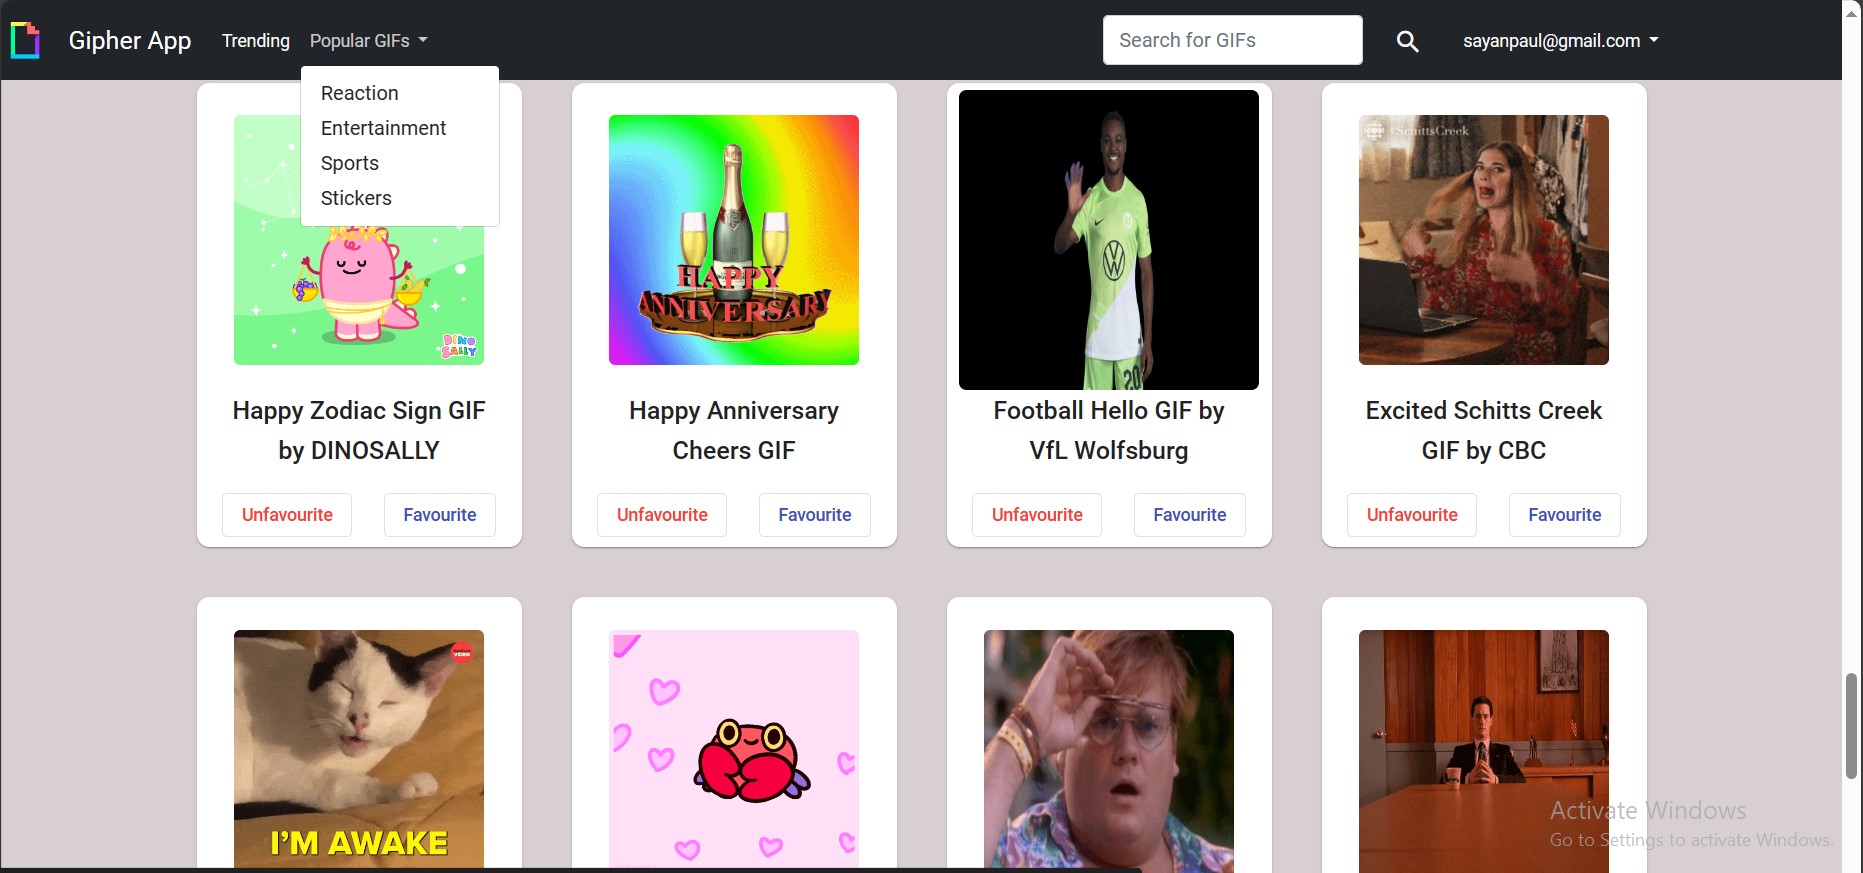 Gipher App Trending Popular GIFs Search for GIFs sayanpaul@gmail.com
Reaction
Entertainment
Sports
Stickers
DINO
SALLY
HAPPY
ANNIVERSARY
20
#SchittsCreek
Happy Zodiac Sign GIF
by DINOSALLY
Happy Anniversary
Cheers GIF
Football Hello GIF by
VfL Wolfsburg
Excited Schitts Creek
GIF by CBC
Unfavourite Favourite Unfavourite Favourite Unfavourite Favourite Unfavourite Favourite
I'M AWAKE
Activate Windows
Go to Settings to activate Windows.